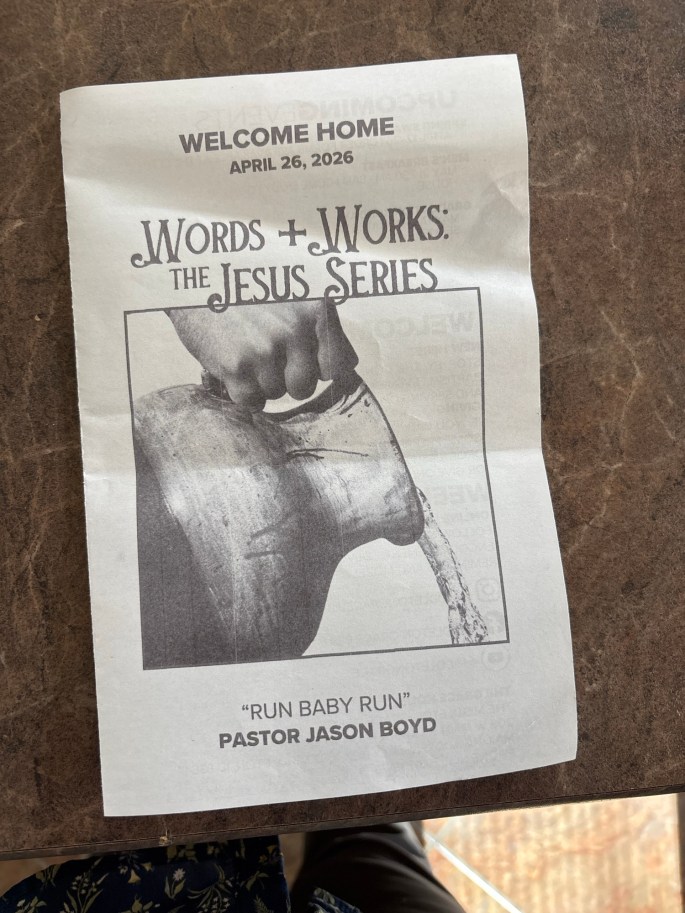 WELCOME HOME
APRIL 26, 2026
WORDS + WORKS:
THE JESUS SERIES
“RUN BABY RUN”
PASTOR JASON BOYD